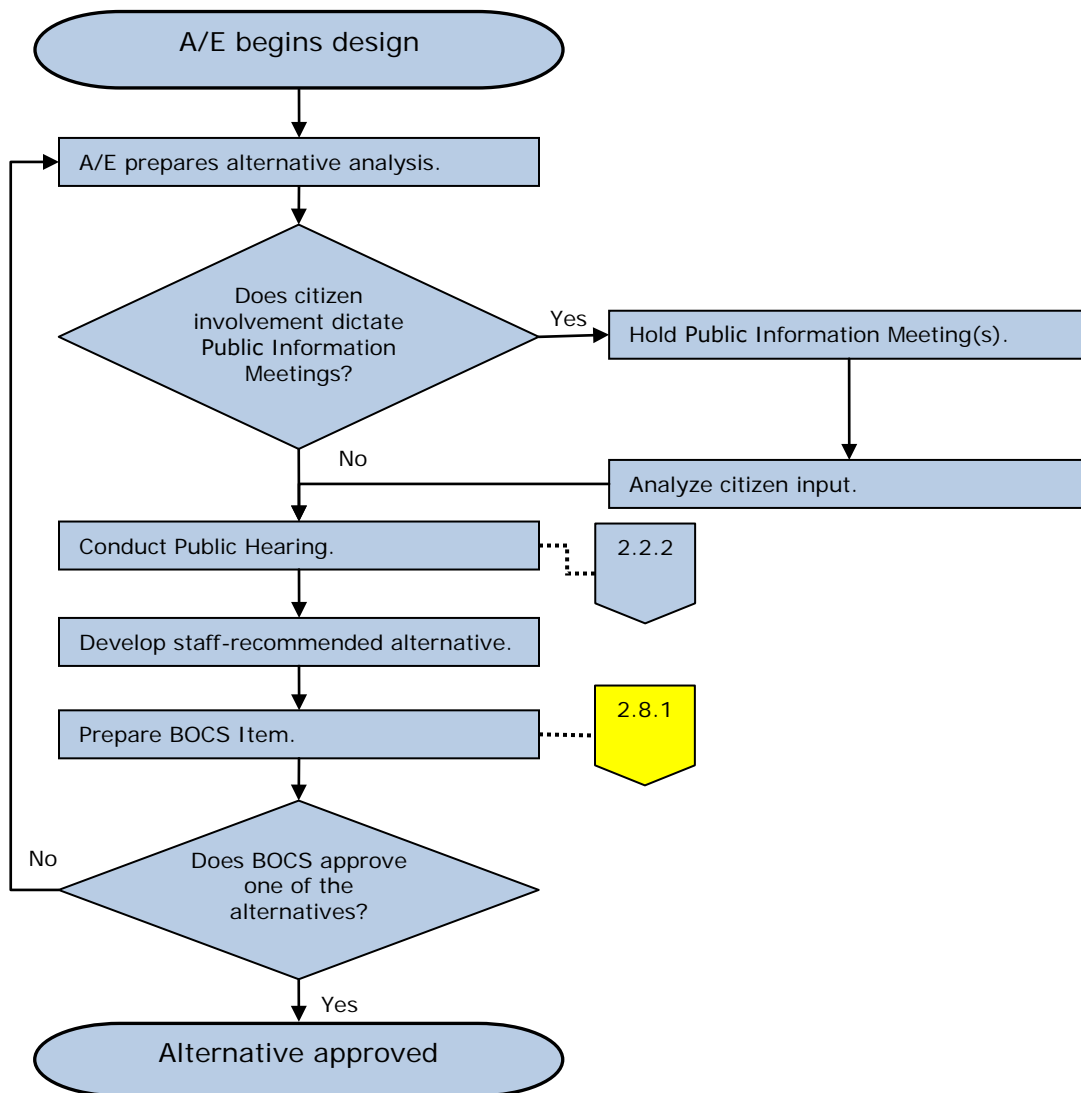 A/E begins design
A/E prepares alternative analysis.
Does citizen
involvement dictate
Public Information
Meetings?
Yes
Hold Public Information Meeting(s).
No
Analyze citizen input.
Conduct Public Hearing.
2.2.2
Develop staff-recommended alternative.
Prepare BOCS Item.
2.8.1
No
Does BOCS approve
one of the
alternatives?
Yes
Alternative approved